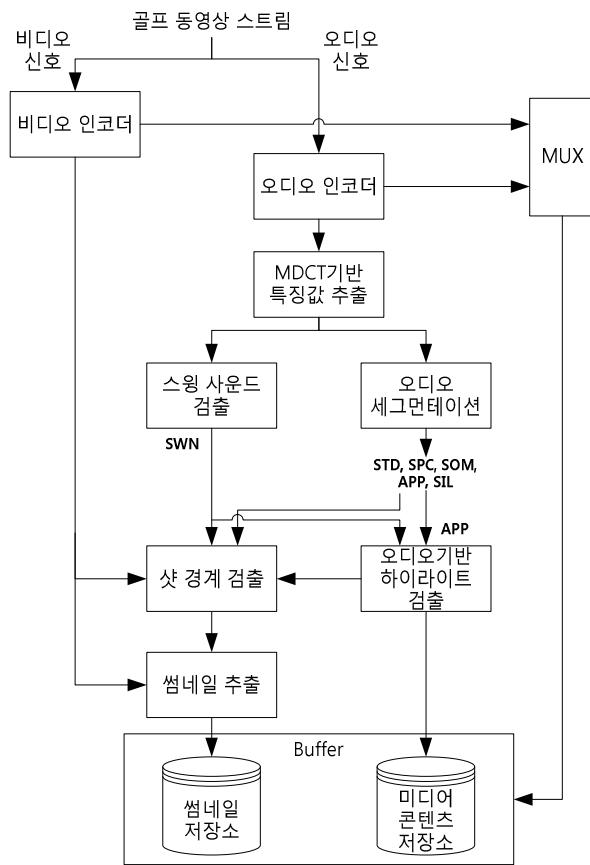 골프 동영상 스트림
비디오
신호
오디오
신호
비디오 인코더
MUX
오디오 인코더
MDCT기반
특징값 추출
스윙 사운드
검출
오디오
세그먼테이션
SWN
STD, SPC, SOM,
APP, SIL
APP
샷 경계 검출
오디오기반
하이라이트
검출
썸네일 추출
Buffer
썸네일
저장소
미디어
콘텐츠
저장소